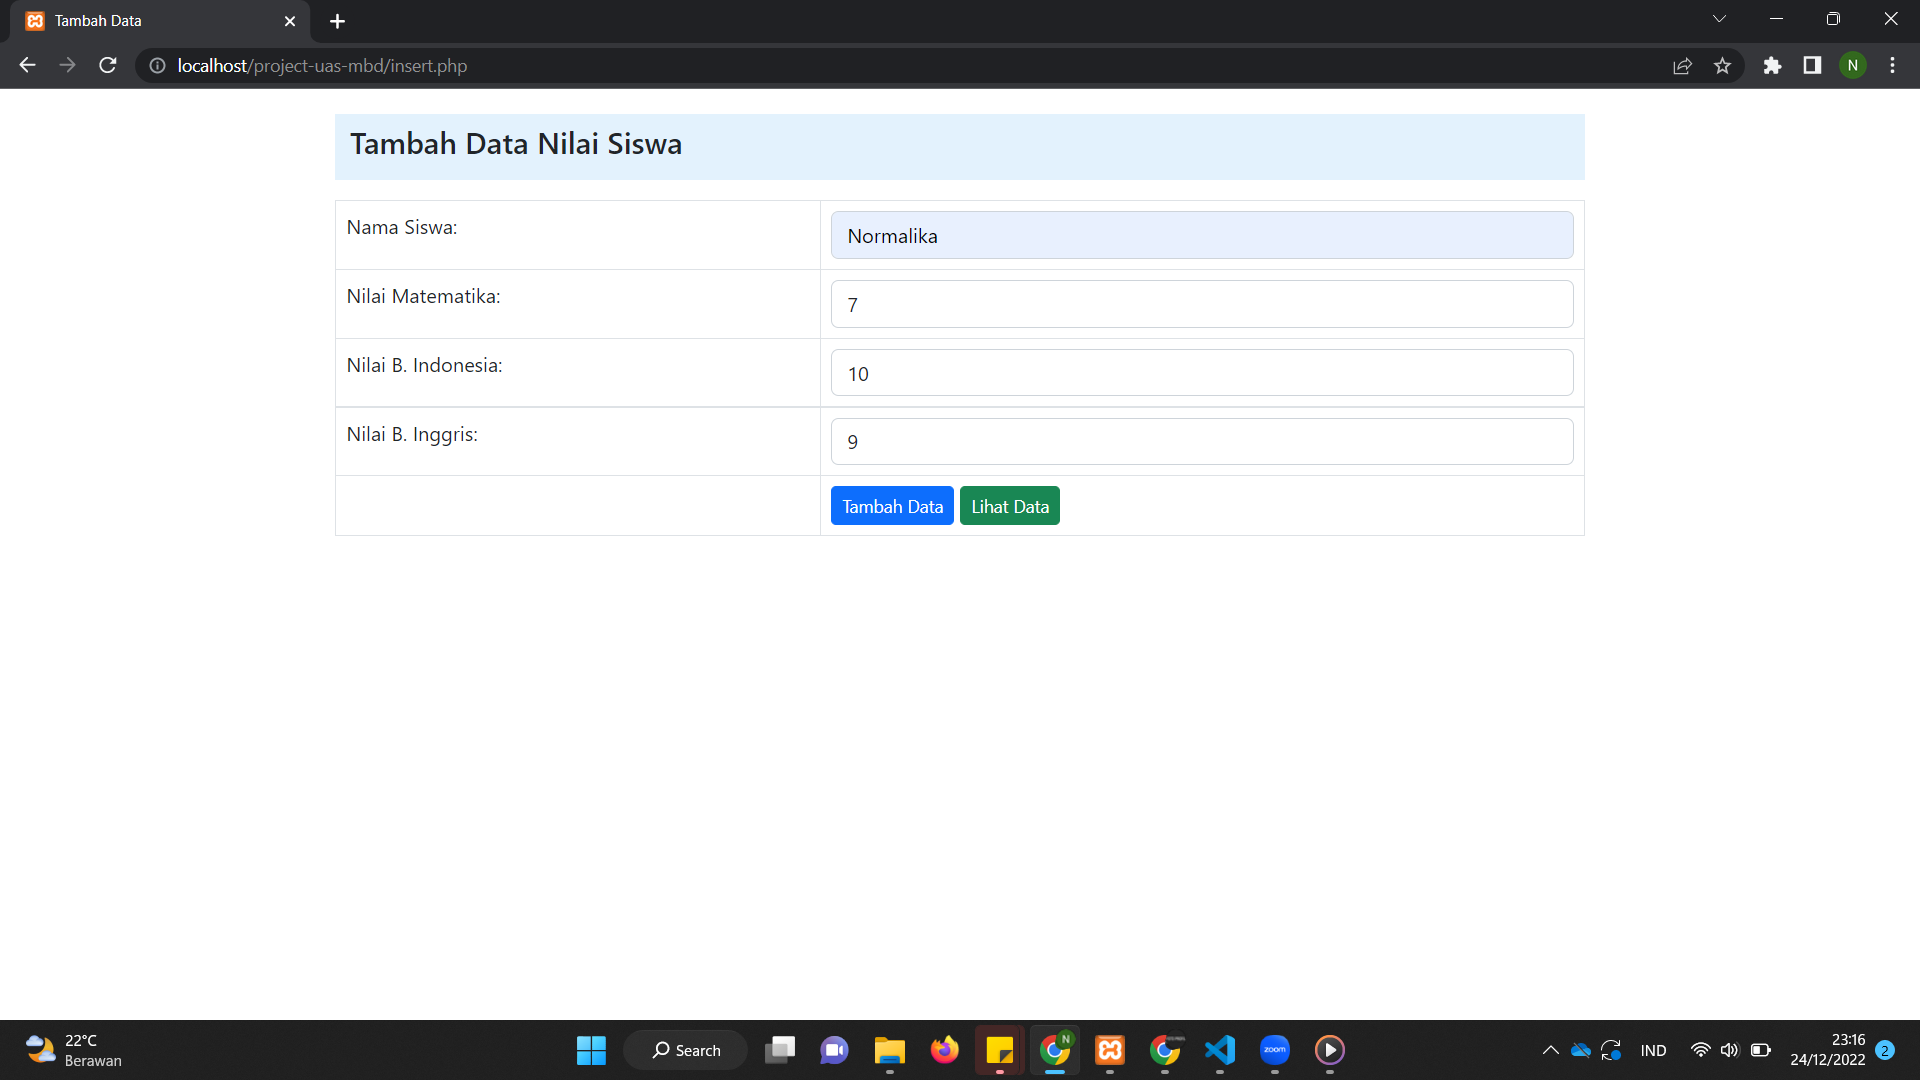 Tambah Data
localhost/project-uas-mbd/insert.php
N
Tambah Data Nilai Siswa
Nama Siswa:
Normalika
Nilai Matematika:
7
Nilai B. Indonesia:
10
Nilai B. Inggris:
9
Tambah Data
Lihat Data
22°C
Berawan
Search
N
zoom
IND
23:16
24/12/2022
2